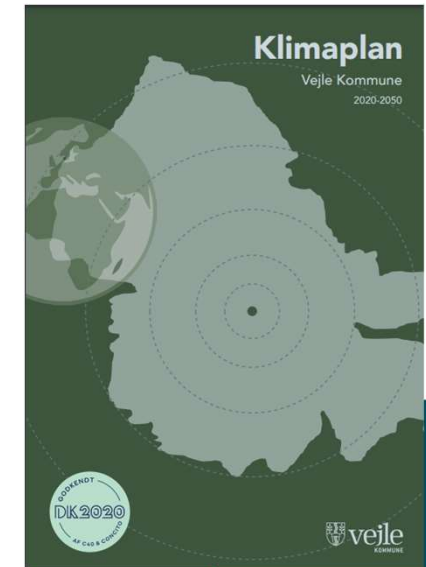 Klimaplan
Vejle Kommune
2020-2050
GODKENDT
DK2020
AF C40 & CONCITO
vejle
KOMMUNE